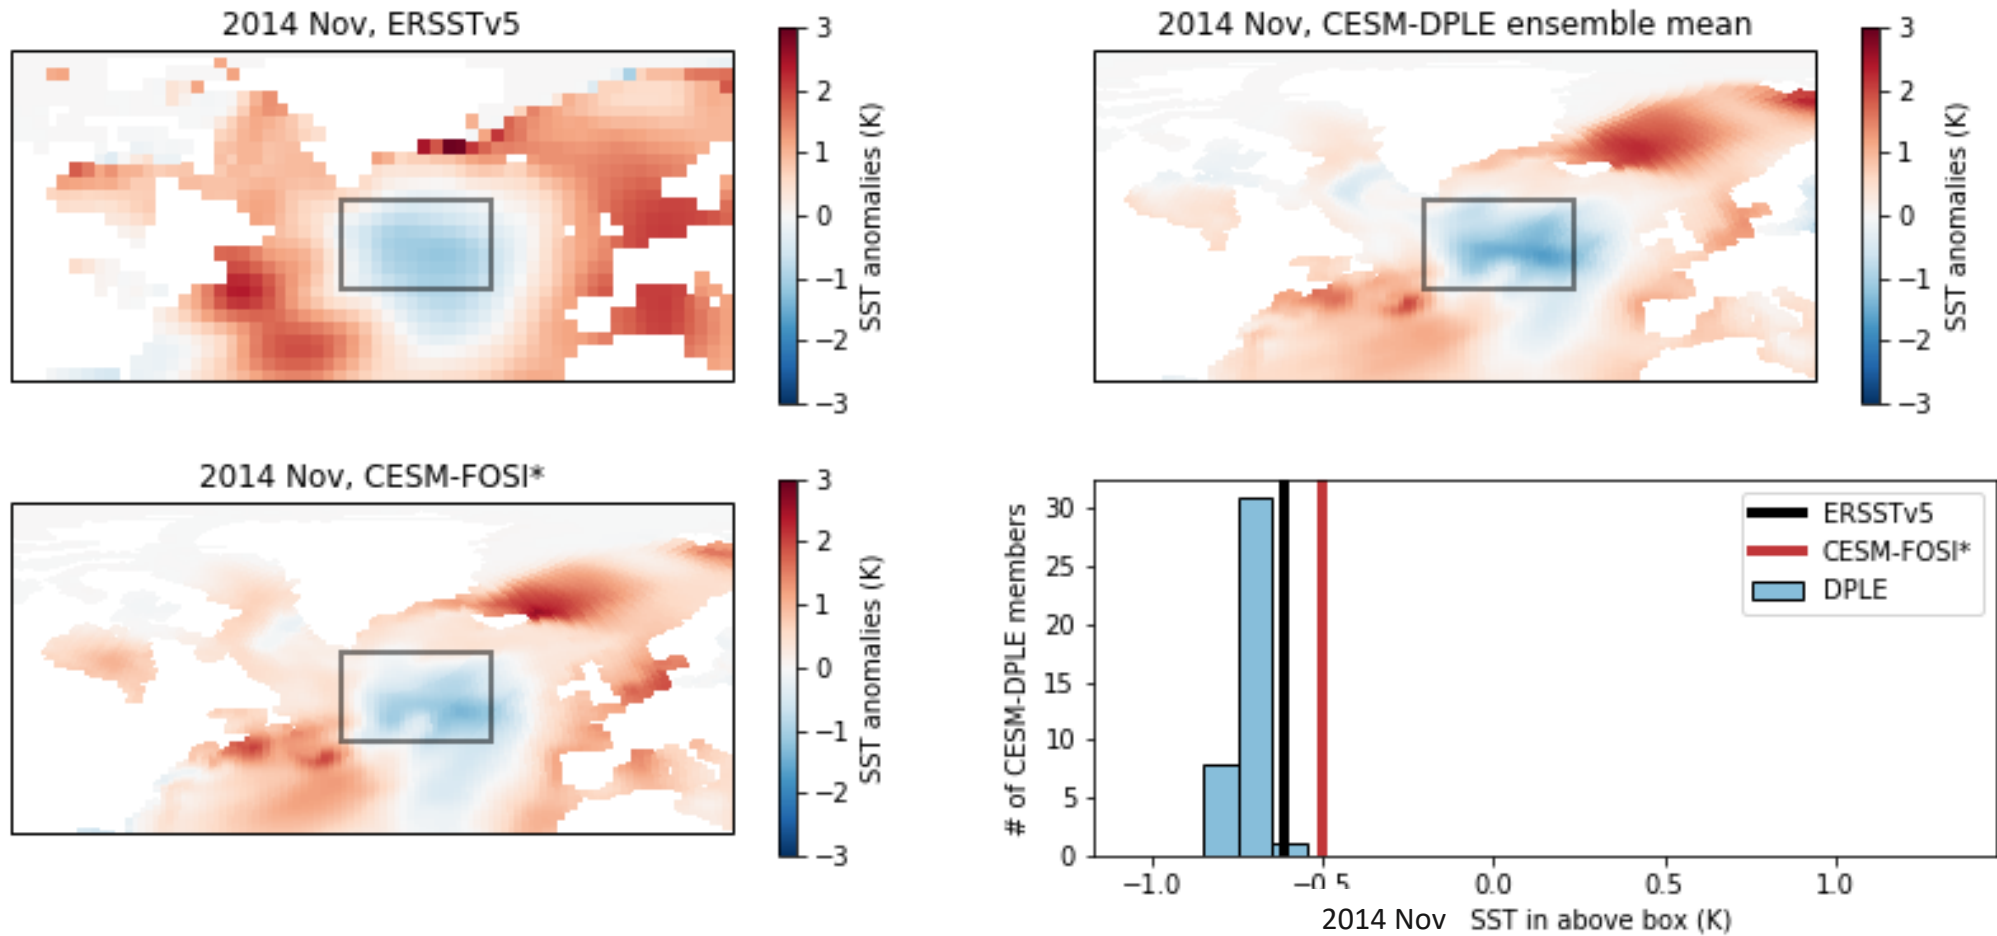 2014 Nov, ERSSTv5
3
2
1
0
−1
−2
−3
SST anomalies (K)
2014 Nov, CESM-DPLE ensemble mean
3
2
1
0
−1
−2
−3
SST anomalies (K)
2014 Nov, CESM-FOSI*
3
2
1
0
−1
−2
−3
SST anomalies (K)
# of CESM-DPLE members
30
25
20
15
10
5
0
ERSSTv5
CESM-FOSI*
DPLE
−1.0 −0.5 0.0 0.5 1.0
2014 Nov SST in above box (K)